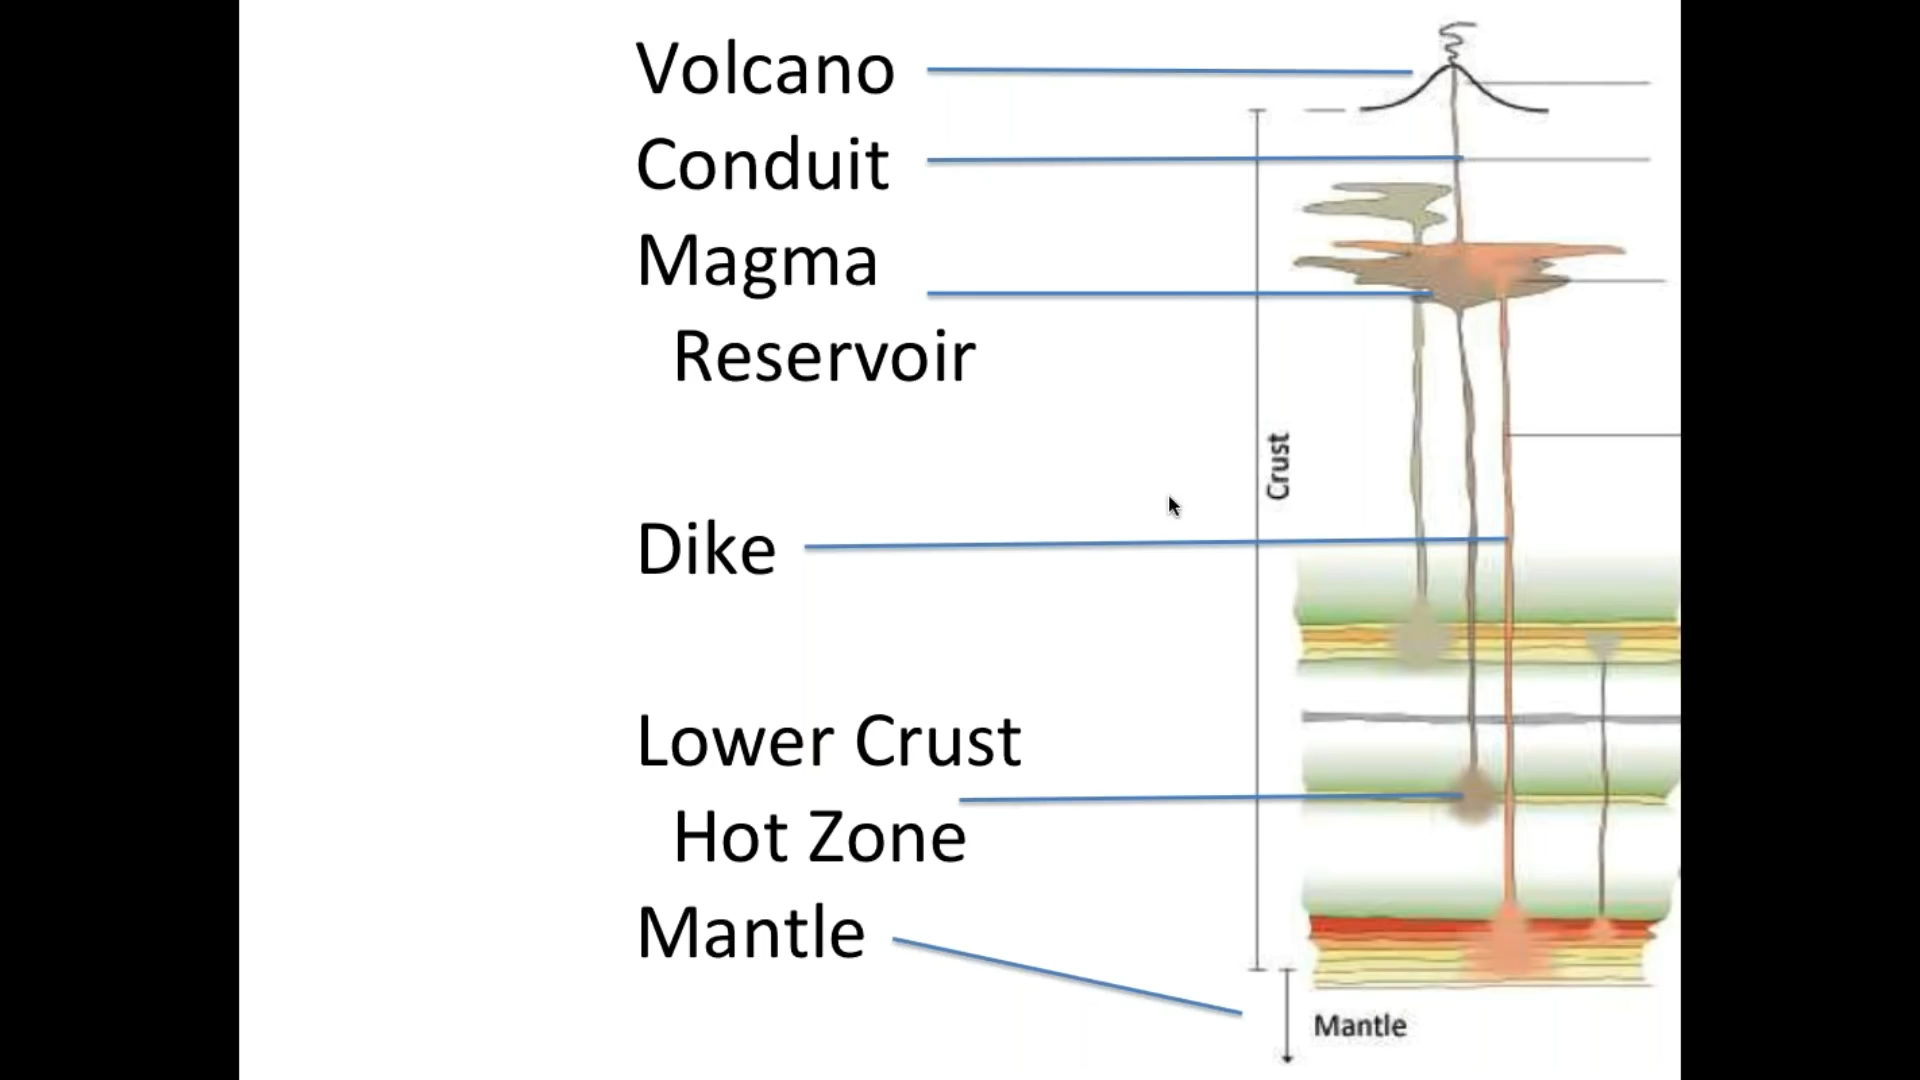 Volcano
Conduit
Magma
Reservoir
Crust
Dike
Lower Crust
Hot Zone
Mantle
Mantle